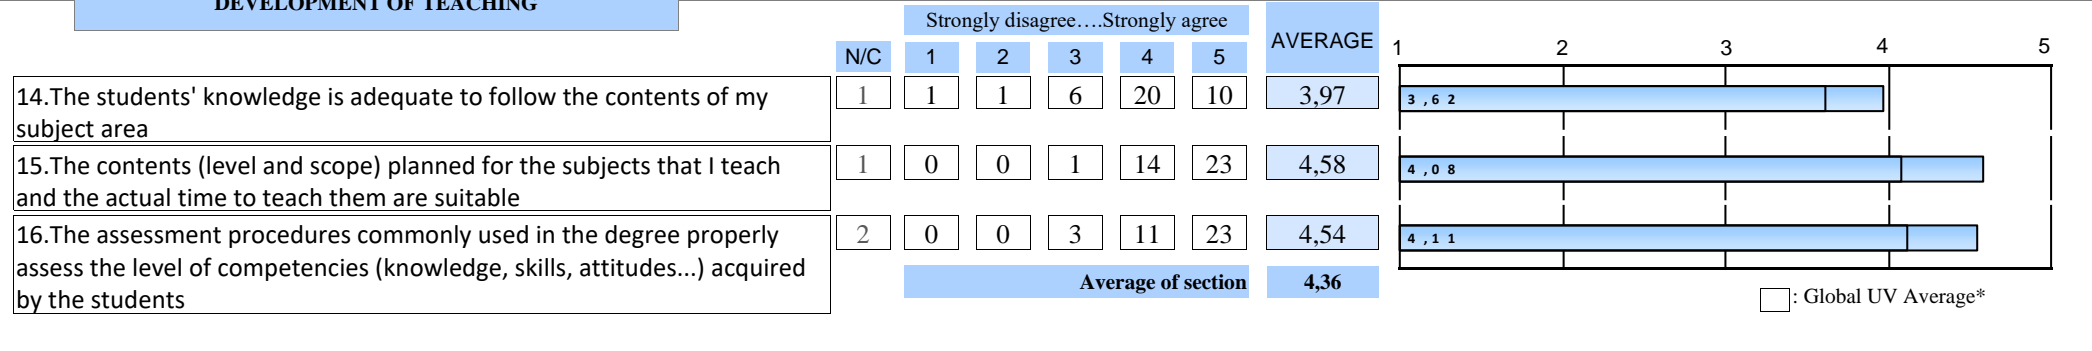 DEVELOPMENT OF TEACHING
Strongly disagree….Strongly agree
AVERAGE
N/C 1 2 3 4 5
1 2 3 4 5
14.The students' knowledge is adequate to follow the contents of my
subject area
1 1 1 6 20 10 3,97
3,62
15.The contents (level and scope) planned for the subjects that I teach
and the actual time to teach them are suitable
1 0 0 1 14 23 4,58
4,08
16.The assessment procedures commonly used in the degree properly
assess the level of competencies (knowledge, skills, attitudes...) acquired
by the students
2 0 0 3 11 23 4,54
4,11
Average of section 4,36
: Global UV Average*